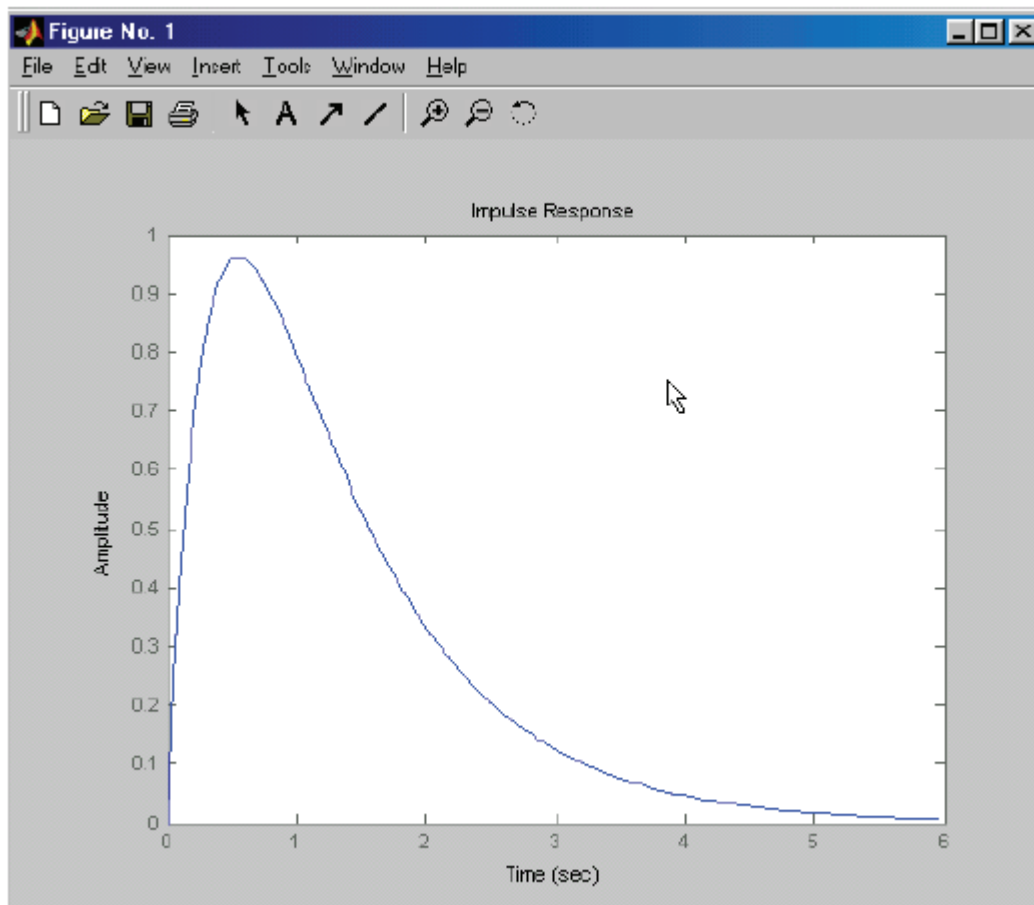 Figure No. 1
File Edit View Insert Tools Window Help
A
Impulse Response
1
0.9
0.8
0.7
0.6
0.5
0.4
0.3
0.2
0.1
0
Amplitude
0 1 2 3 4 5 6
Time (sec)